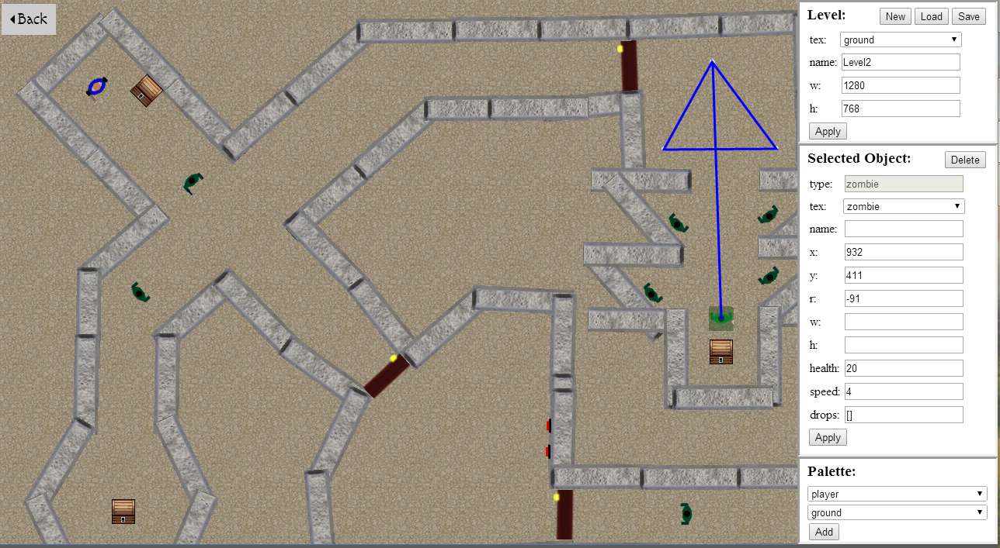 Back
Level:
New Load Save
tex: ground
name: Level2
w: 1280
h: 768
Apply
Selected Object:
Delete
type: zombie
tex: zombie
name:
x: 932
y: 411
r: -91
w:
h:
health: 20
speed: 4
drops: []
Apply
Palette:
player
ground
Add